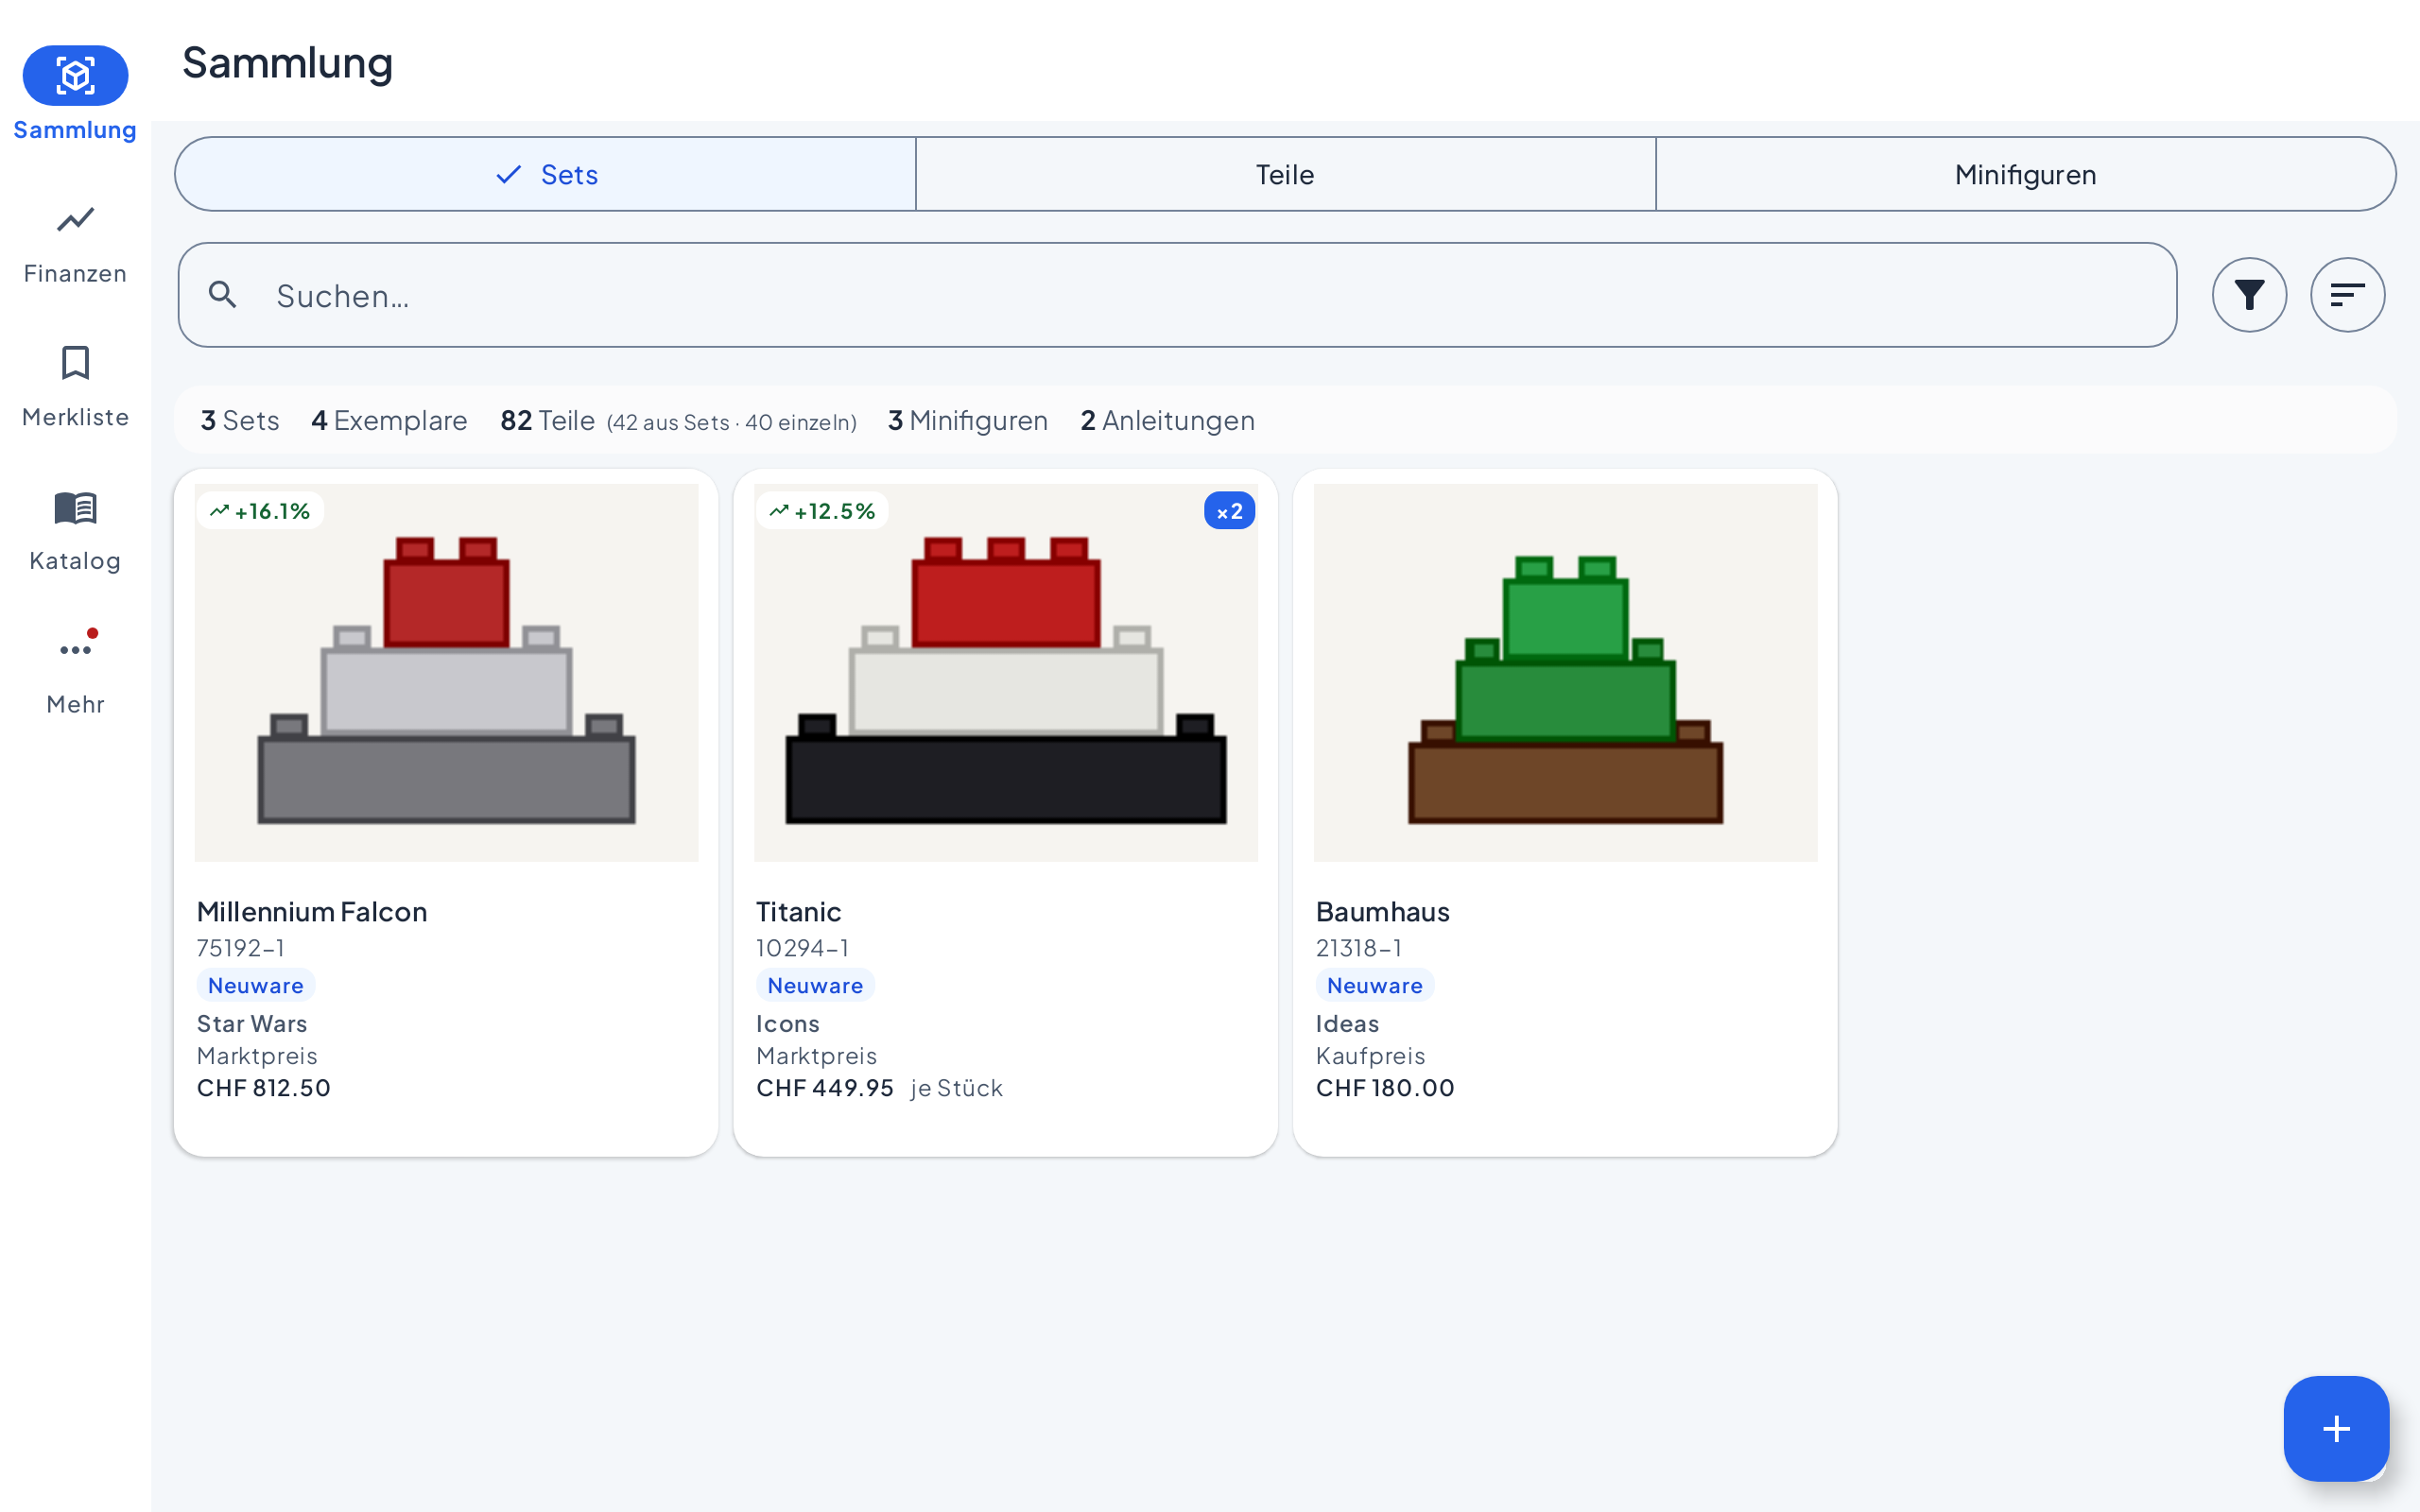 Sammlung
Sammlung
Finanzen
Merkliste
Katalog
Mehr
Sets
Teile
Minifiguren
Suchen...
3 Sets 4 Exemplare 82 Teile (42 aus Sets · 40 einzeln) 3 Minifiguren 2 Anleitungen
+16.1%
Millennium Falcon
75192-1
Neuware
Star Wars
Marktpreis
CHF 812.50
+12.5%
×2
Titanic
10294-1
Neuware
Icons
Marktpreis
CHF 449.95 je Stück
Baumhaus
21318-1
Neuware
Ideas
Kaufpreis
CHF 180.00